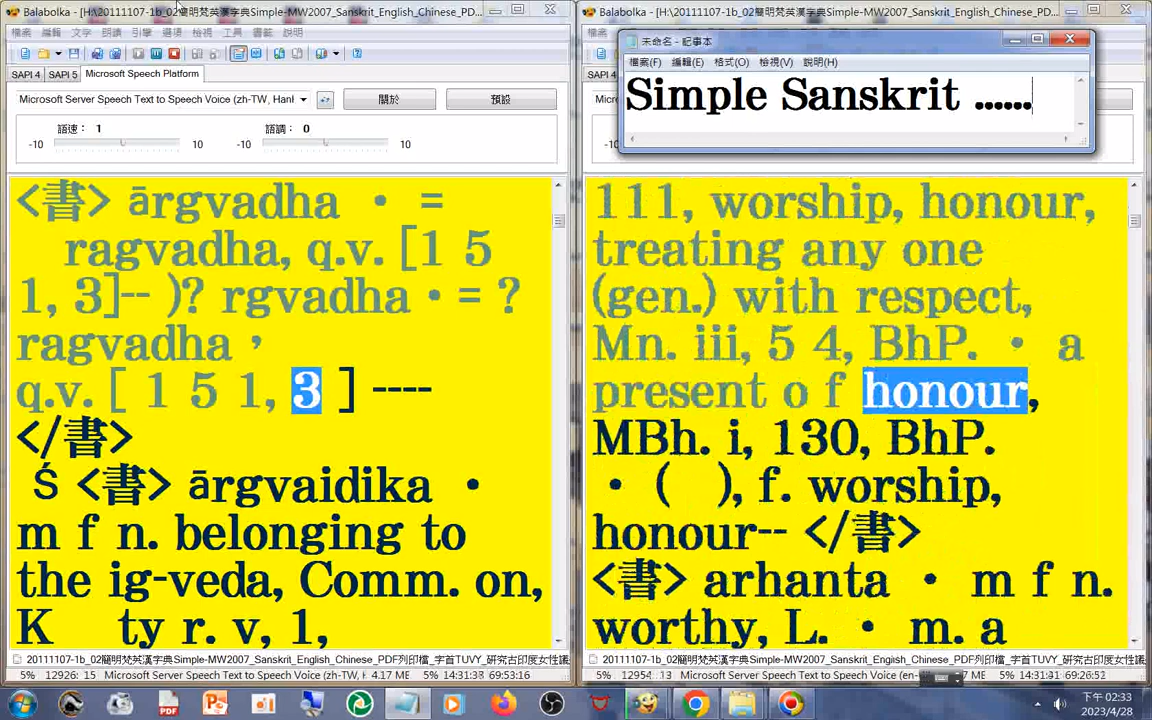 Balabolka - [H:\20111107-1b_02簡明梵英漢字典Simple-MW2007_Sanskrit_English_Chinese_PD...
檔案 編輯 文字 朗讀 引擎 選項 檢視 工具 書籤 說明
SAPI 4 SAPI 5 Microsoft Speech Platform
Microsoft Server Speech Text to Speech Voice (zh-TW, Hanl
關於 預設
語速： 1 語調： 0
-10 10 -10 10
<書> ārgvadha • =
ragvadha, q.v. [1 5
1, 3]-- )? rgvadha • = ?
ragvadha ，
q.v. [ 1 5 1, 3 ] ----
</書>
Ś <書> ārgvaidika •
m f n. belonging to
the ig-veda, Comm. on,
K ty r. v, 1,
20111107-1b_02簡明梵英漢字典Simple-MW2007_Sanskrit_English_Chinese_PDF列印檔_字首TUVY_研究古印度女性議
5% 12926: 15 Microsoft Server Speech Text to Speech Voice (zh-TW, F 4.17 ME 5% 14:31:33 69:53:16
Balabolka - [H:\20111107-1b_02簡明梵英漢字典Simple-MW2007_Sanskrit_English_Chinese_PDF...
檔案
SAPI 4
未命名 - 記事本
檔案(F) 編輯(E) 格式(O) 檢視(V) 說明(H)
Simple Sanskrit ......
111, worship, honour,
treating any one
(gen.) with respect,
Mn. iii, 5 4, BhP. • a
present o f honour,
MBh. i, 130, BhP.
• ( ), f. worship,
honour-- </書>
<書> arhanta • m f n.
worthy, L. • m. a
20111107-1b_02簡明梵英漢字典Simple-MW2007_Sanskrit_English_Chinese_PDF列印檔_字首TUVY_研究古印度女性議
5% 12954 Microsoft Server Speech Text to Speech Voice (en-
下午 02:33
2023/4/28